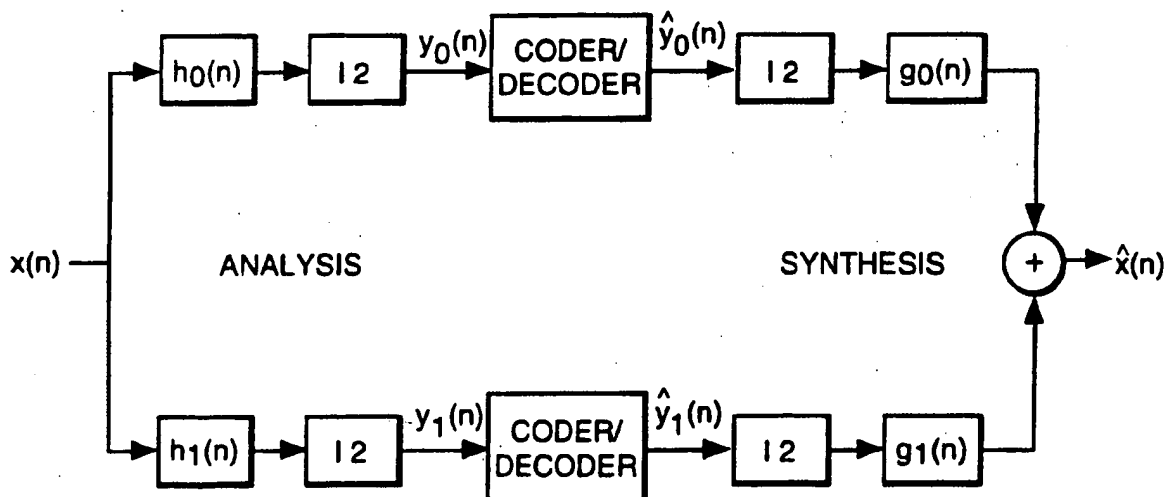 h₀(n) I 2 y₀(n) CODER/ DECODER ŷ₀(n) I 2 g₀(n)
x(n) ANALYSIS SYNTHESIS + x̂(n)
h₁(n) I 2 y₁(n) CODER/ DECODER ŷ₁(n) I 2 g₁(n)